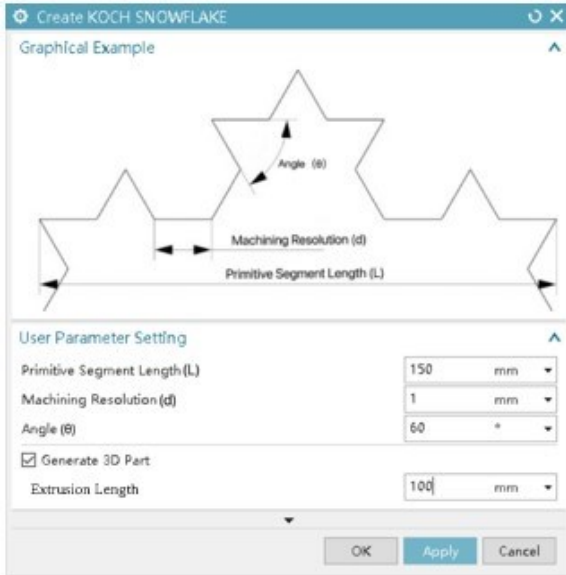 Create KOCH SNOWFLAKE
Graphical Example
Angle (θ)
Machining Resolution (d)
Primitive Segment Length (L)
User Parameter Setting
Primitive Segment Length (L) 150 mm
Machining Resolution (d) 1 mm
Angle (θ) 60 °
Generate 3D Part
Extrusion Length 100 mm
OK Apply Cancel